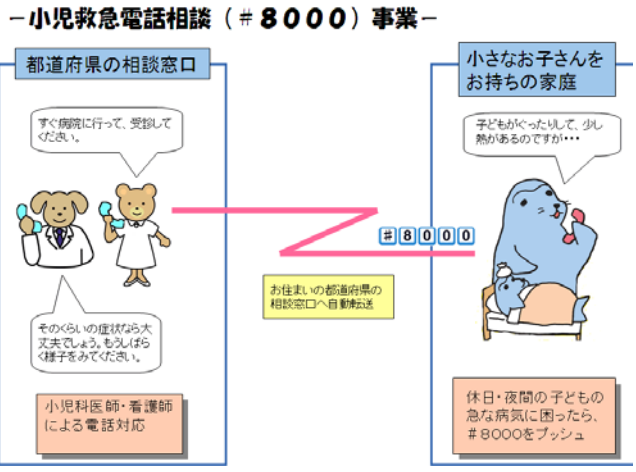 －小児救急電話相談（＃８０００）事業－
都道府県の相談窓口
小さなお子さんを
お持ちの家庭
すぐ病院に行って、受診して
ください。
子どもがぐったりして、少し
熱があるのですが・・・
＃８０００
お住まいの都道府県の
相談窓口へ自動転送
そのくらいの症状なら大
丈夫でしょう。もうしばら
く様子をみてください。
小児科医師・看護師
による電話対応
休日・夜間の子どもの
急な病気に困ったら、
＃８０００をプッシュ